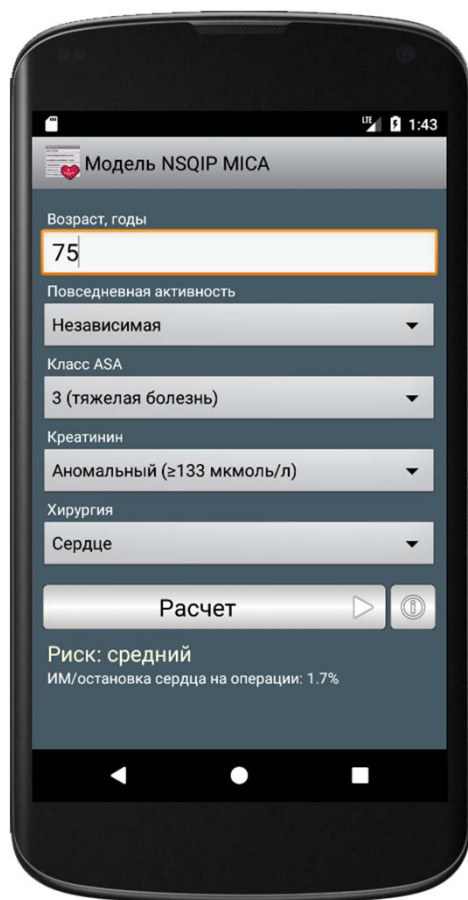 LTE 1:43
Модель NSQIP MICA
Возраст, годы
75
Повседневная активность
Независимая
Класс ASA
3 (тяжелая болезнь)
Креатинин
Аномальный (≥133 мкмоль/л)
Хирургия
Сердце
Расчет
Риск: средний
ИМ/остановка сердца на операции: 1.7%